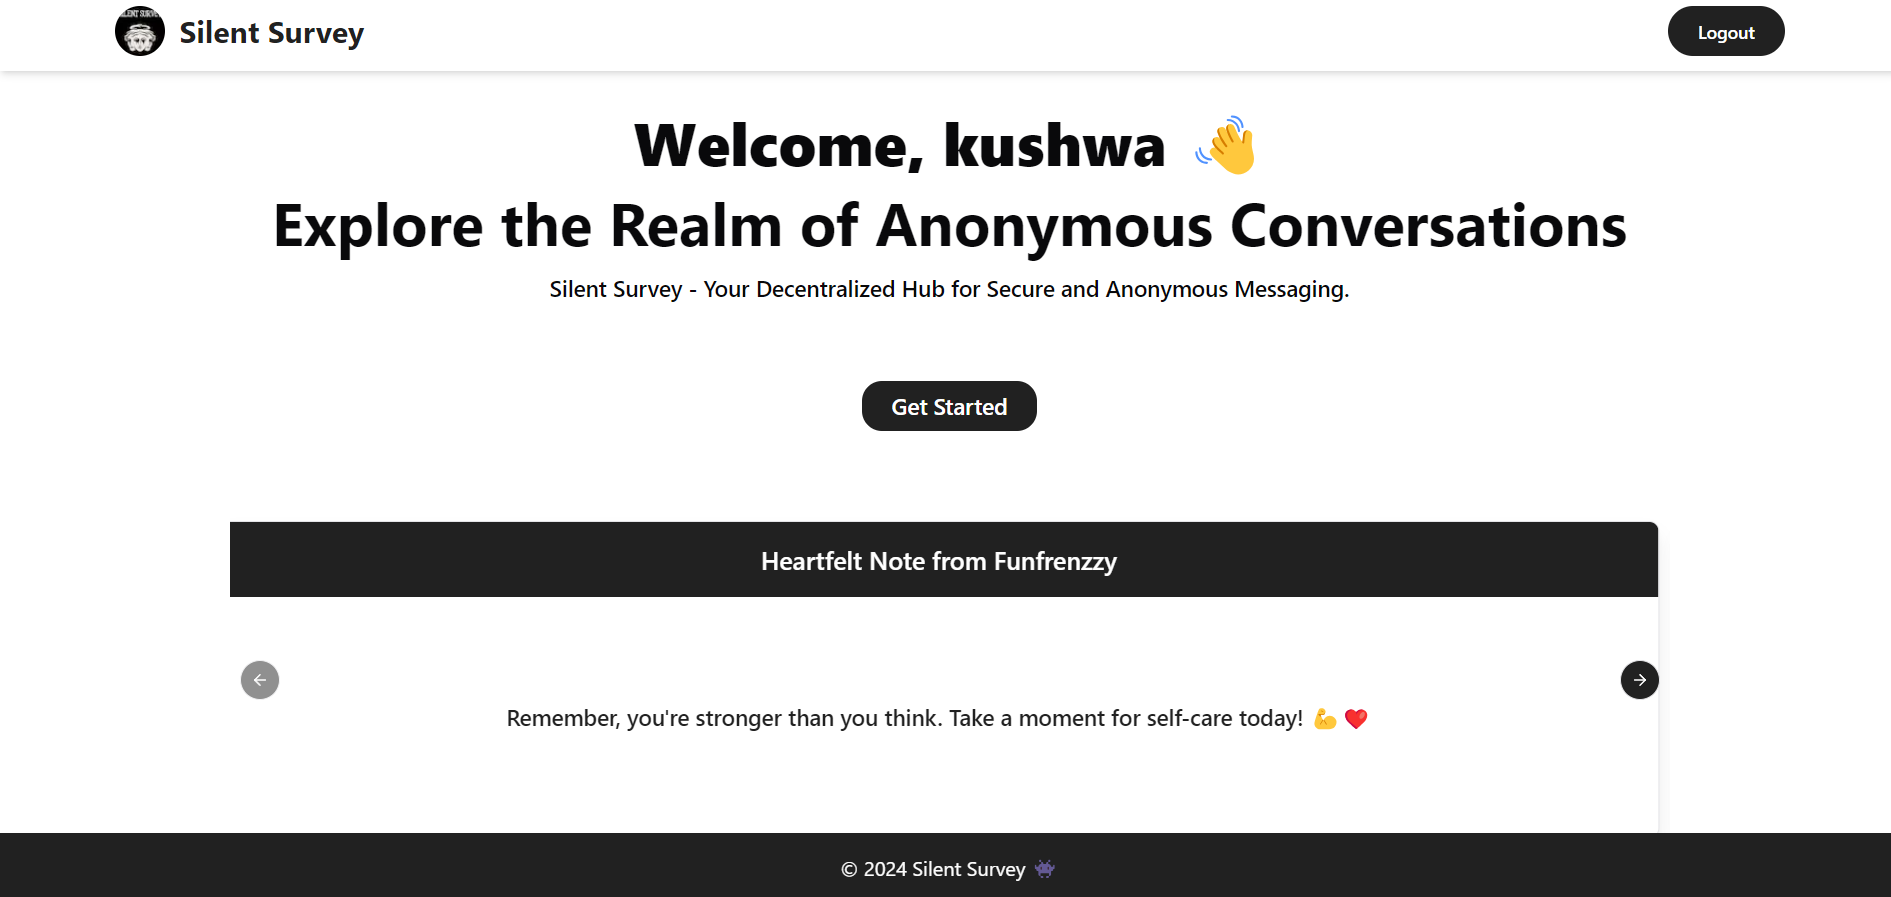 SILENT SURVEY
Silent Survey
Logout
Welcome, kushwa 👋
Explore the Realm of Anonymous Conversations
Silent Survey - Your Decentralized Hub for Secure and Anonymous Messaging.
Get Started
Heartfelt Note from Funfrenzzy
Remember, you're stronger than you think. Take a moment for self-care today! 💪 ❤️
© 2024 Silent Survey 👾